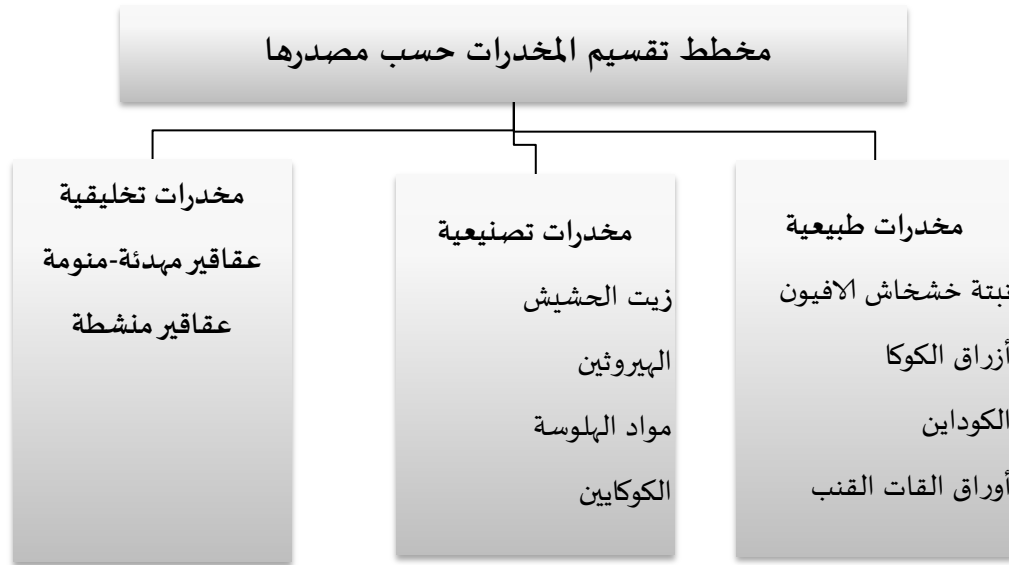 مخطط تقسيم المخدرات حسب مصدرها
مخدرات طبيعية
نبتة خشخاش الافيون
أزراق الكوكا
الكوداين
أوراق القات القنب
مخدرات تصنيعية
زيت الحشيش
الهيروثين
مواد الهلوسة
الكوكايين
مخدرات تخليقية
عقاقير مهدئة-منومة
عقاقير منشطة